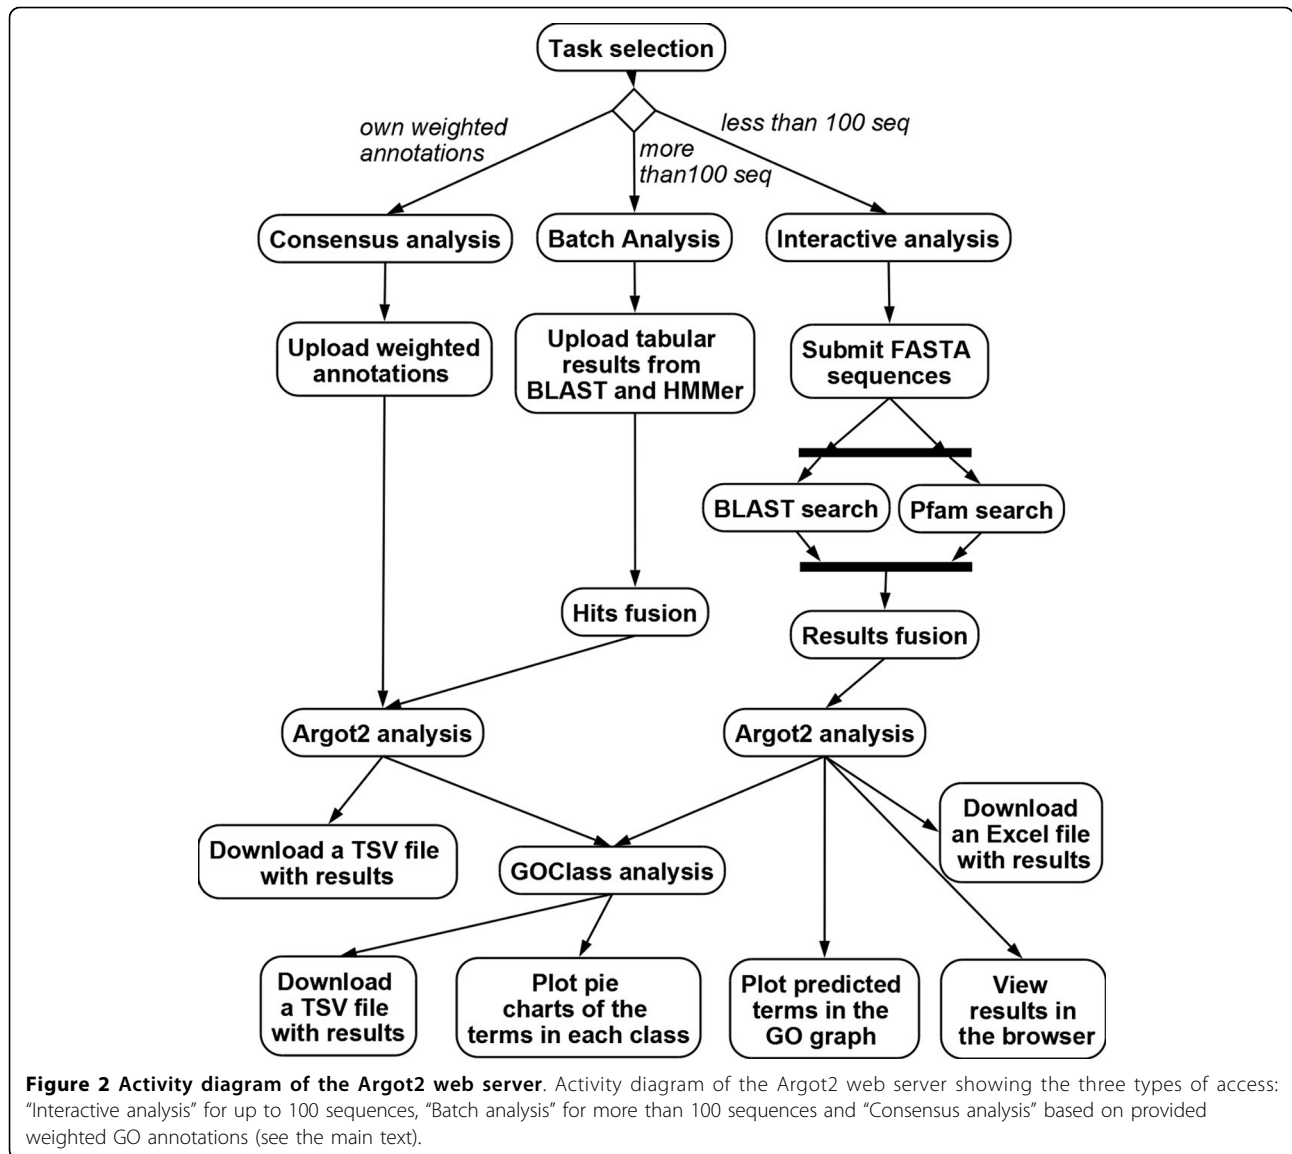 Task selection
own weighted
annotations
more
than100 seq
less than 100 seq
Consensus analysis
Batch Analysis
Interactive analysis
Upload weighted
annotations
Upload tabular
results from
BLAST and HMMer
Submit FASTA
sequences
BLAST search
Pfam search
Hits fusion
Results fusion
Argot2 analysis
Argot2 analysis
Download a TSV file
with results
GOClass analysis
Download
an Excel file
with results
Download
a TSV file
with results
Plot pie
charts of the
terms in each class
Plot predicted
terms in the
GO graph
View
results in
the browser
Figure 2 Activity diagram of the Argot2 web server. Activity diagram of the Argot2 web server showing the three types of access:
“Interactive analysis” for up to 100 sequences, “Batch analysis” for more than 100 sequences and “Consensus analysis” based on provided
weighted GO annotations (see the main text).